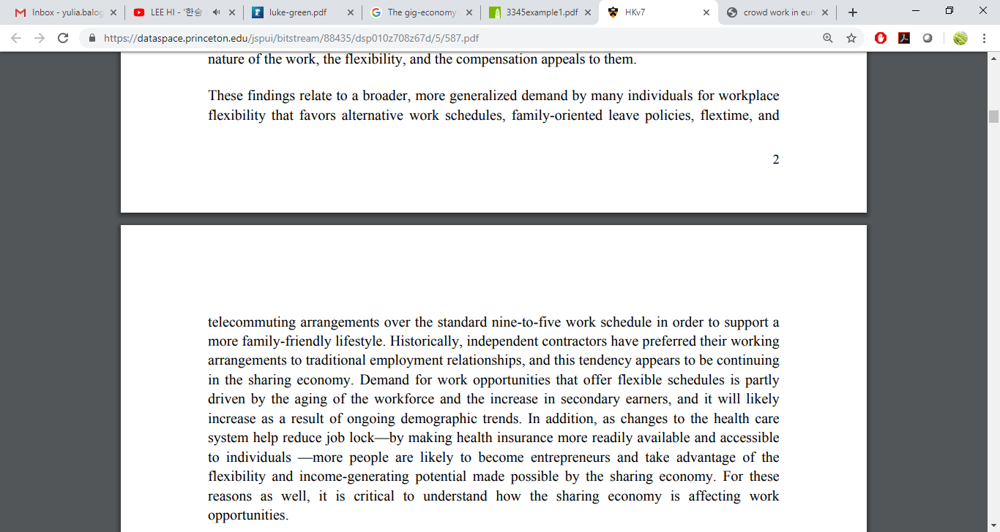 Inbox - yulia.balog
LEE HI - '한숨
luke-green.pdf
The gig-economy
3345example1.pdf
HKv7
crowd work in euro
https://dataspace.princeton.edu/jspui/bitstream/88435/dsp010z708z67d/5/587.pdf
nature of the work, the flexibility, and the compensation appeals to them.
These findings relate to a broader, more generalized demand by many individuals for workplace
flexibility that favors alternative work schedules, family-oriented leave policies, flextime, and
2
telecommuting arrangements over the standard nine-to-five work schedule in order to support a
more family-friendly lifestyle. Historically, independent contractors have preferred their working
arrangements to traditional employment relationships, and this tendency appears to be continuing
in the sharing economy. Demand for work opportunities that offer flexible schedules is partly
driven by the aging of the workforce and the increase in secondary earners, and it will likely
increase as a result of ongoing demographic trends. In addition, as changes to the health care
system help reduce job lock—by making health insurance more readily available and accessible
to individuals —more people are likely to become entrepreneurs and take advantage of the
flexibility and income-generating potential made possible by the sharing economy. For these
reasons as well, it is critical to understand how the sharing economy is affecting work
opportunities.